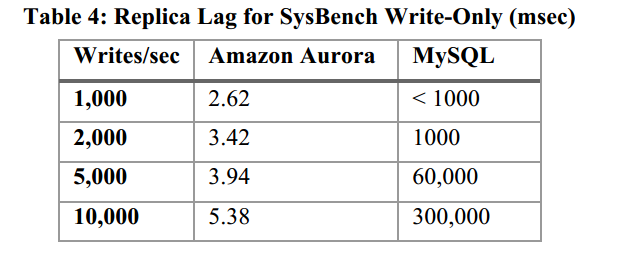 Table 4: Replica Lag for SysBench Write-Only (msec)
Writes/sec Amazon Aurora MySQL
1,000 2.62 < 1000
2,000 3.42 1000
5,000 3.94 60,000
10,000 5.38 300,000